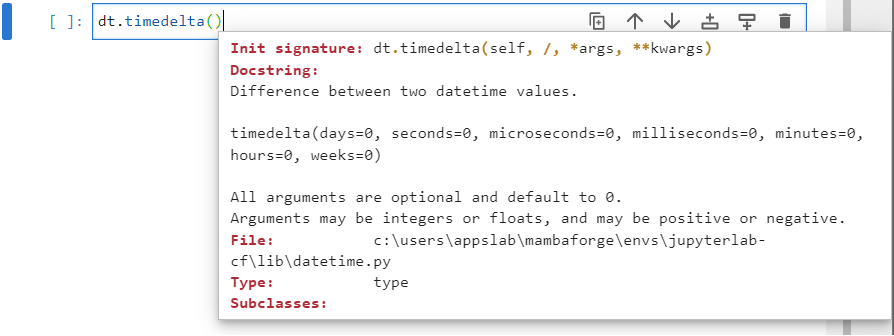 [ ]: dt.timedelta()
Init signature: dt.timedelta(self, /, *args, **kwargs)
Docstring:
Difference between two datetime values.
timedelta(days=0, seconds=0, microseconds=0, milliseconds=0, minutes=0,
hours=0, weeks=0)
All arguments are optional and default to 0.
Arguments may be integers or floats, and may be positive or negative.
File: c:\users\appslab\mambaforge\envs\jupyterlab-
cf\lib\datetime.py
Type: type
Subclasses: